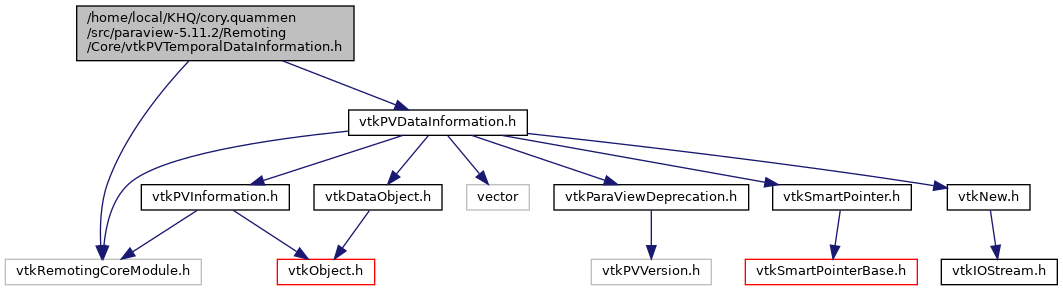 /home/local/KHQ/cory.quammen
/src/paraview-5.11.2/Remoting
/Core/vtkPVTemporalDataInformation.h
vtkPVDataInformation.h
vtkPVInformation.h
vtkDataObject.h
vector
vtkParaViewDeprecation.h
vtkSmartPointer.h
vtkNew.h
vtkRemotingCoreModule.h
vtkObject.h
vtkPVVersion.h
vtkSmartPointerBase.h
vtkIOStream.h